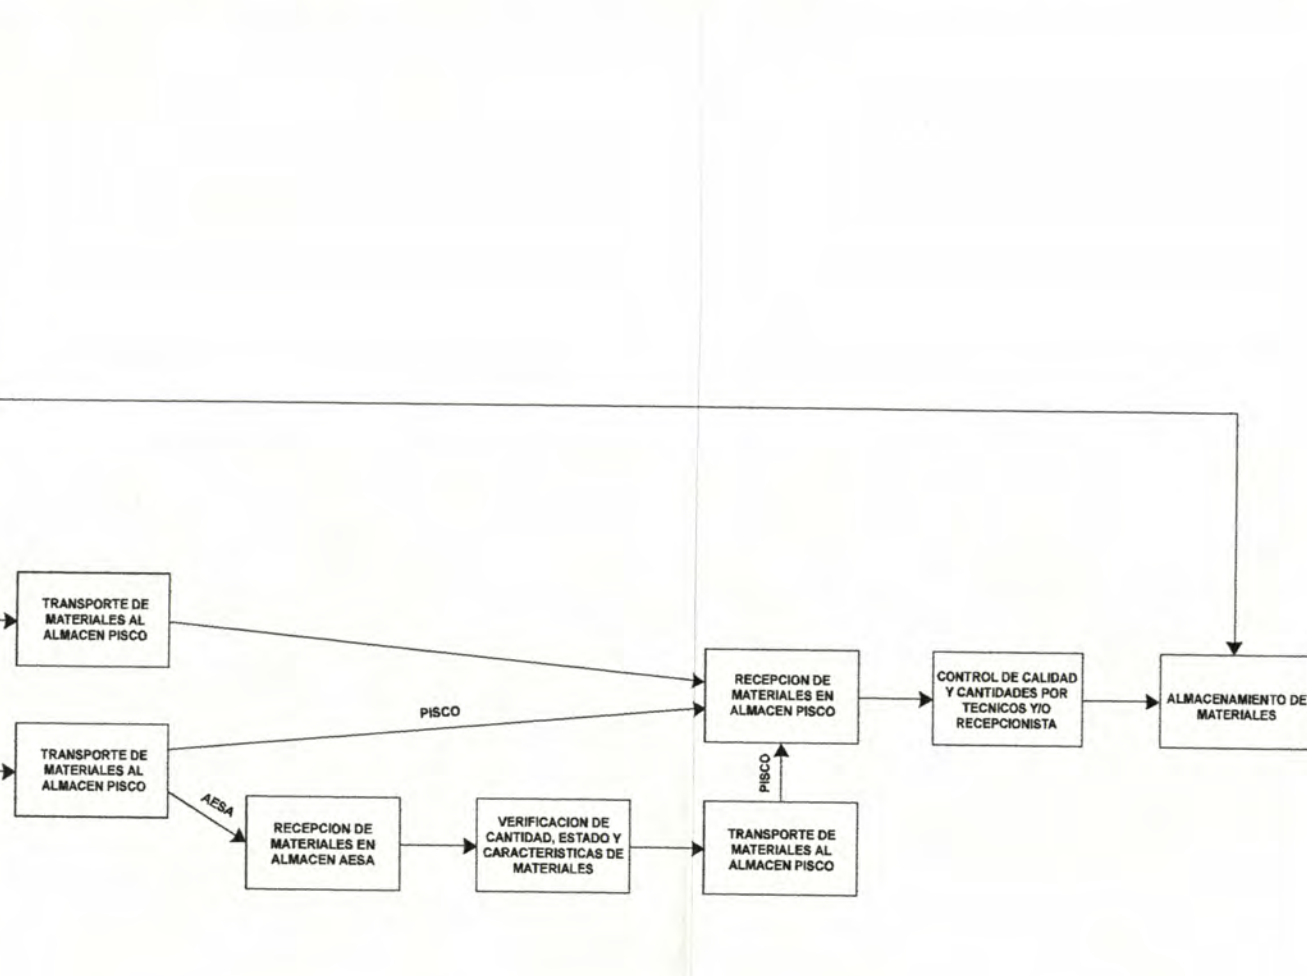 TRANSPORTE DE
MATERIALES AL
ALMACEN PISCO
TRANSPORTE DE
MATERIALES AL
ALMACEN PISCO
PISCO
AESA
RECEPCION DE
MATERIALES EN
ALMACEN AESA
VERIFICACION DE
CANTIDAD, ESTADO Y
CARACTERISTICAS DE
MATERIALES
TRANSPORTE DE
MATERIALES AL
ALMACEN PISCO
PISCO
RECEPCION DE
MATERIALES EN
ALMACEN PISCO
CONTROL DE CALIDAD
Y CANTIDADES POR
TECNICOS Y/O
RECEPCIONISTA
ALMACENAMIENTO DE
MATERIALES